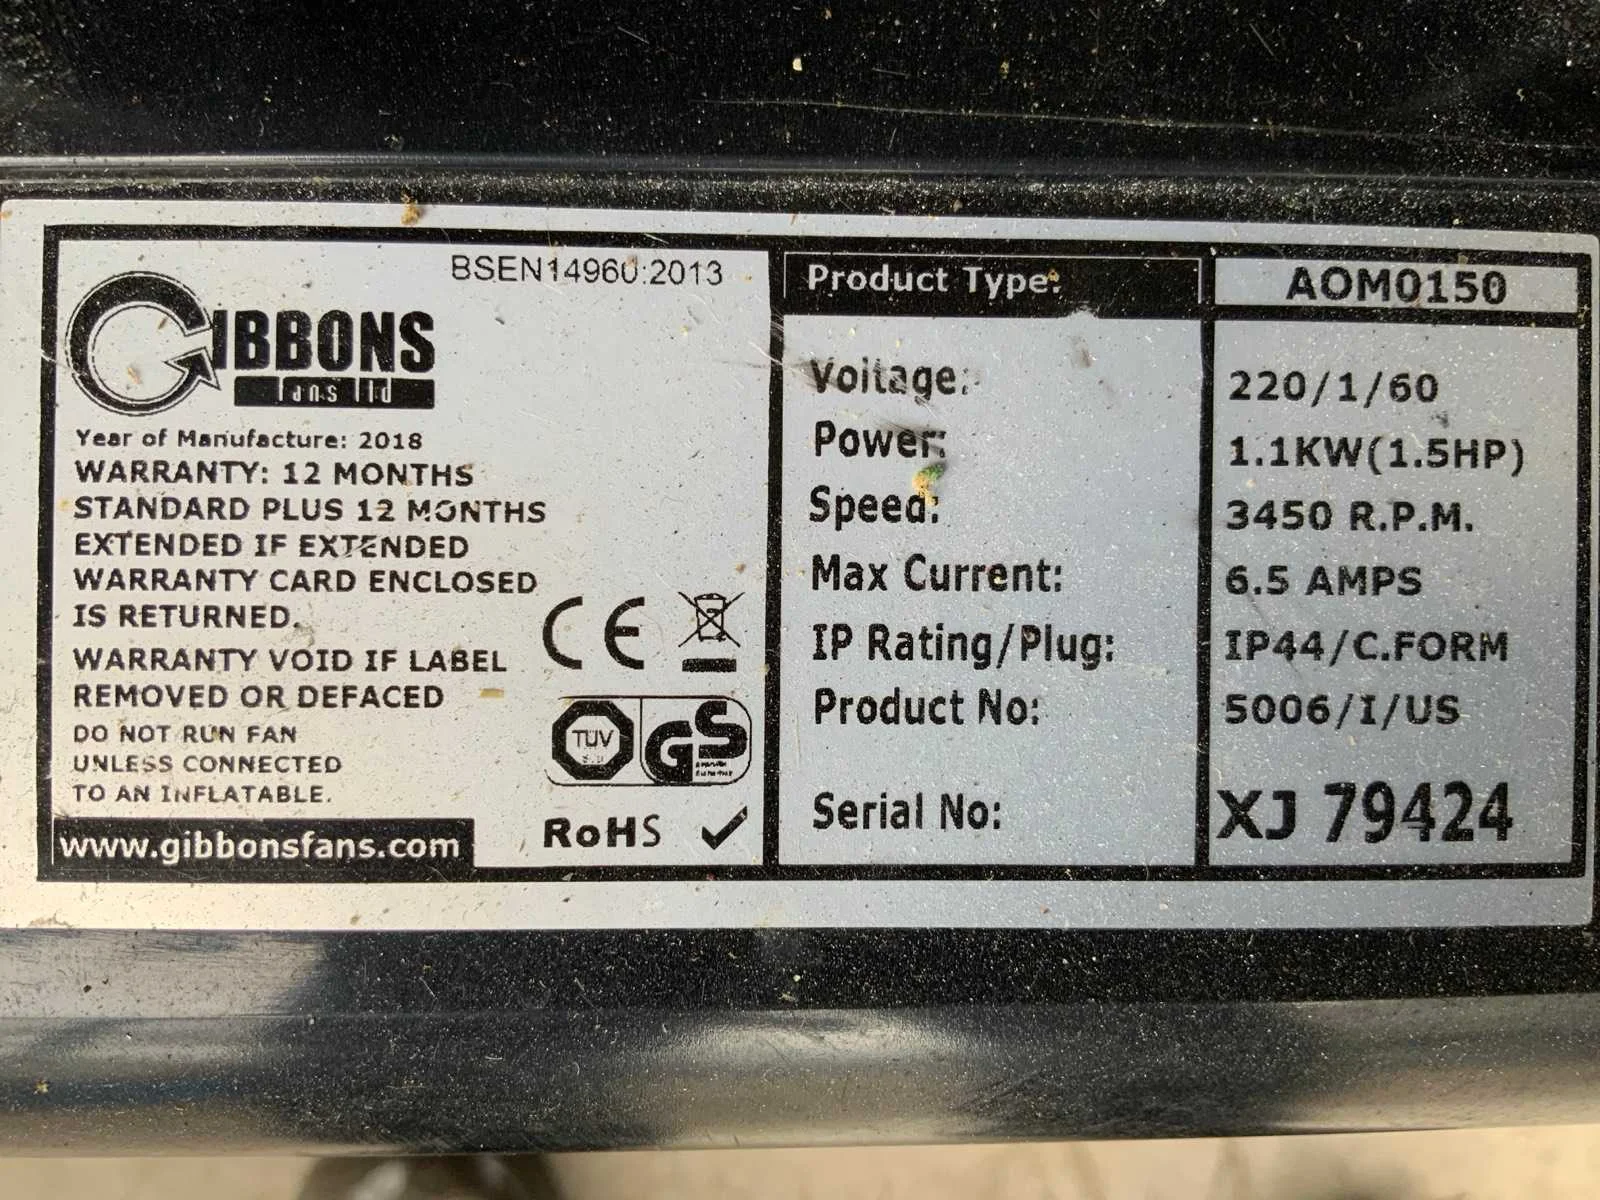 BSEN14960:2013
GIBBONS
fans ltd
Year of Manufacture: 2018
WARRANTY: 12 MONTHS
STANDARD PLUS 12 MONTHS
EXTENDED IF EXTENDED
WARRANTY CARD ENCLOSED
IS RETURNED.
WARRANTY VOID IF LABEL
REMOVED OR DEFACED
DO NOT RUN FAN
UNLESS CONNECTED
TO AN INFLATABLE.
www.gibbonsfans.com
CE
TÜV
GS
RoHS
Product Type: AOM0150
Voltage: 220/1/60
Power: 1.1KW(1.5HP)
Speed: 3450 R.P.M.
Max Current: 6.5 AMPS
IP Rating/Plug: IP44/C.FORM
Product No: 5006/I/US
Serial No: XJ 79424